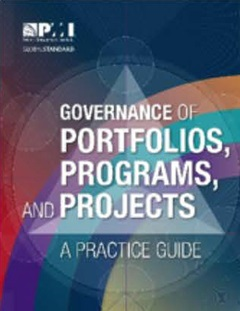 PMI
GLOBAL STANDARD
GOVERNANCE OF
PORTFOLIOS,
PROGRAMS,
AND PROJECTS
A PRACTICE GUIDE